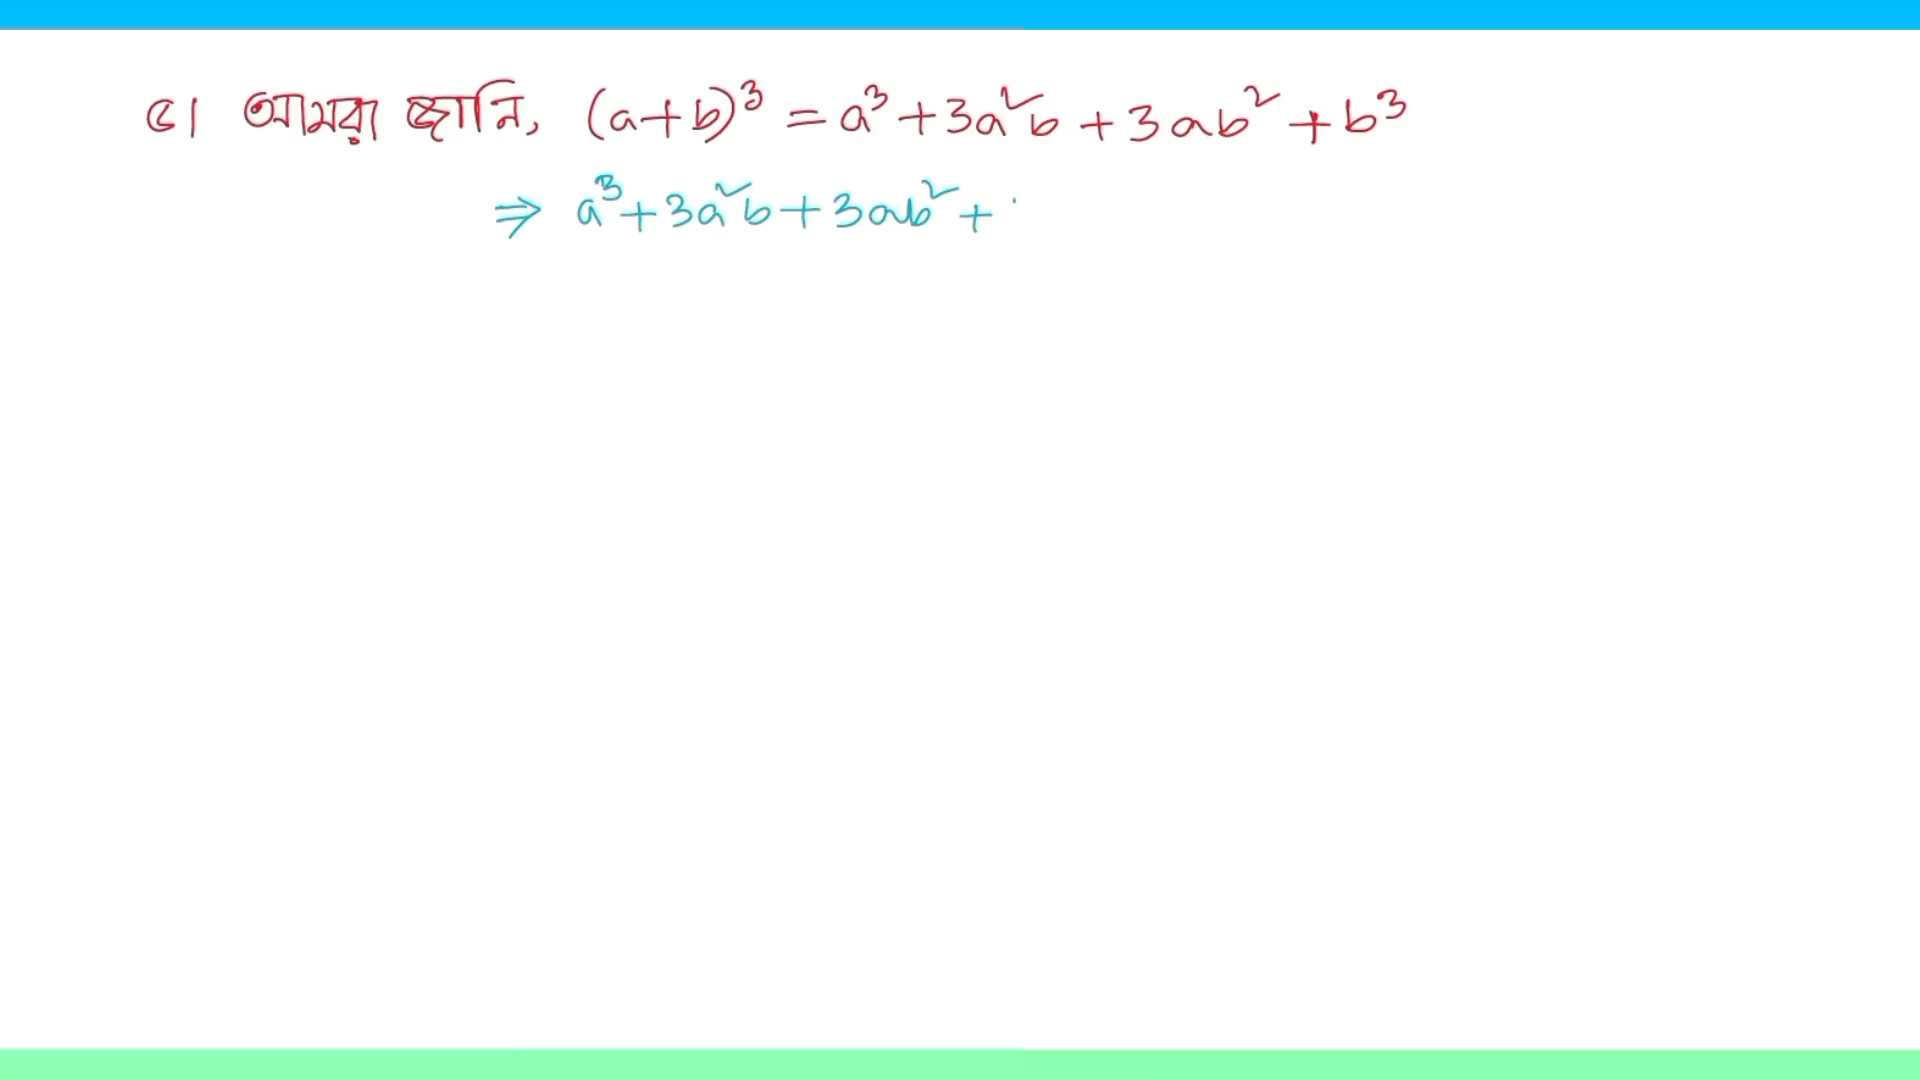 ৫। আমরা জানি, (a+b)³ = a³ + 3a²b + 3ab² + b³
⇒ a³ + 3a²b + 3ab² +